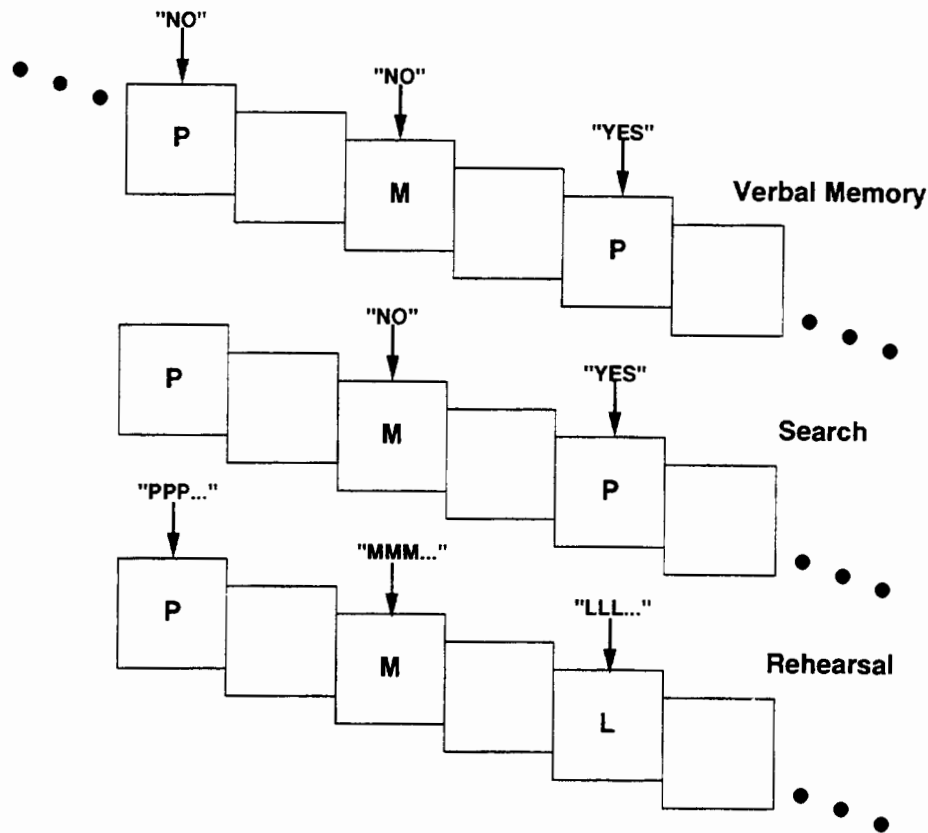 "NO"
"NO"
"YES"
P
M
P
Verbal Memory
"NO"
"YES"
P
M
P
Search
"PPP..."
"MMM..."
"LLL..."
P
M
L
Rehearsal